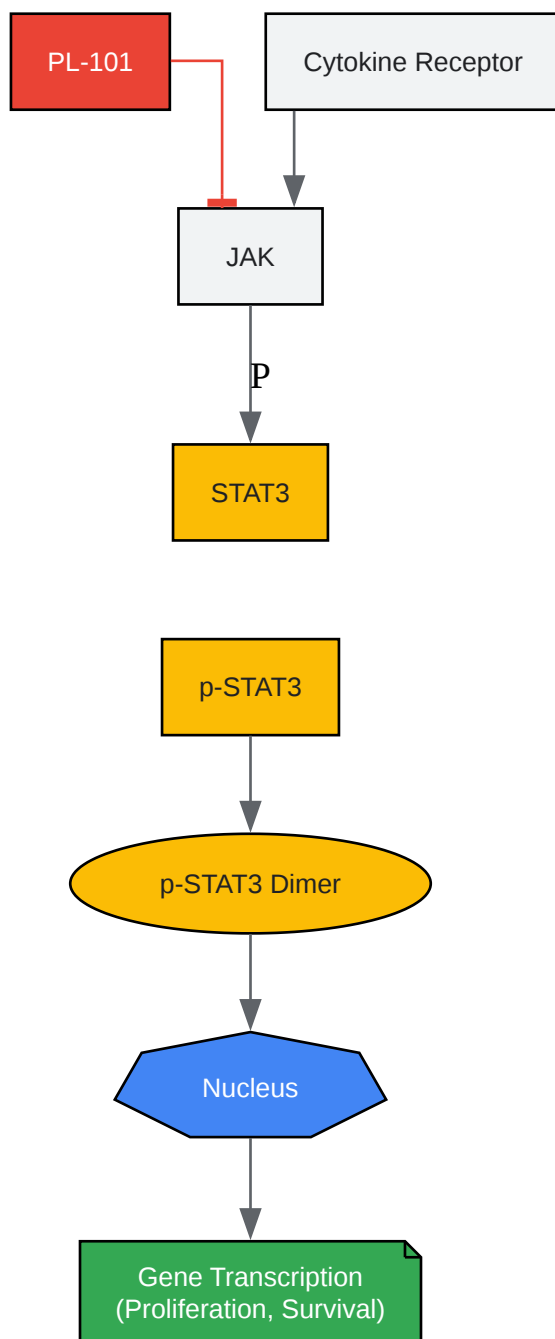 PL-101
Cytokine Receptor
JAK
P
STAT3
p-STAT3
p-STAT3 Dimer
Nucleus
Gene Transcription
(Proliferation, Survival)